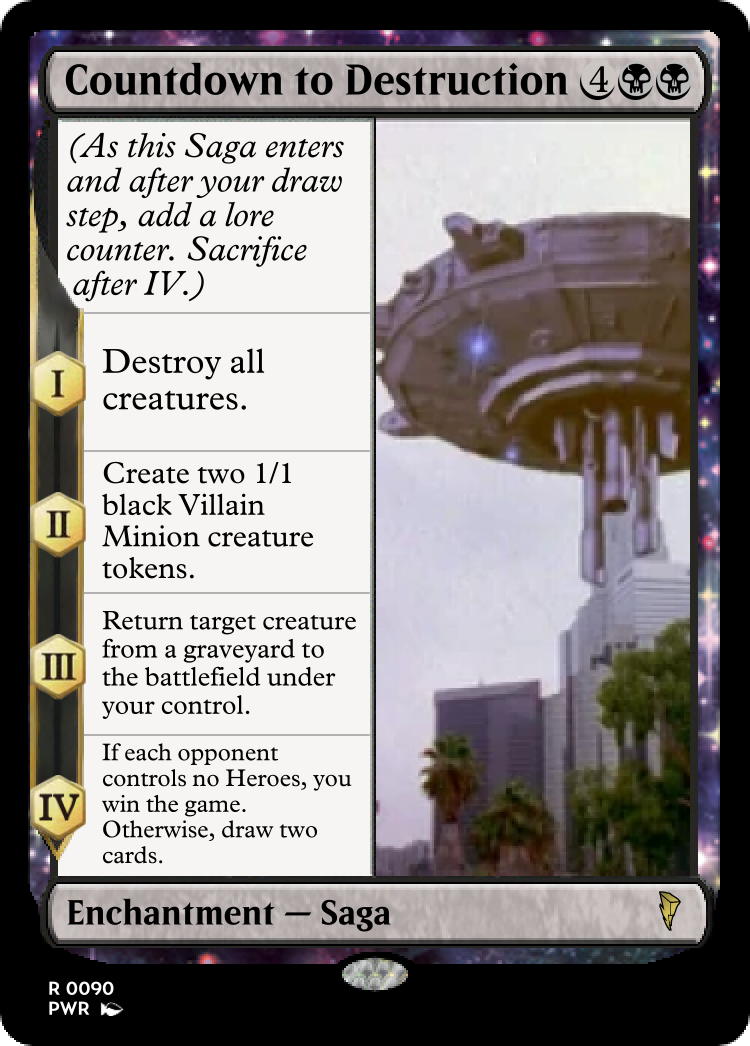 Countdown to Destruction 4
(As this Saga enters
and after your draw
step, add a lore
counter. Sacrifice
after IV.)
I
Destroy all
creatures.
II
Create two 1/1
black Villain
Minion creature
tokens.
III
Return target creature
from a graveyard to
the battlefield under
your control.
IV
If each opponent
controls no Heroes, you
win the game.
Otherwise, draw two
cards.
Enchantment — Saga
R 0090
PWR